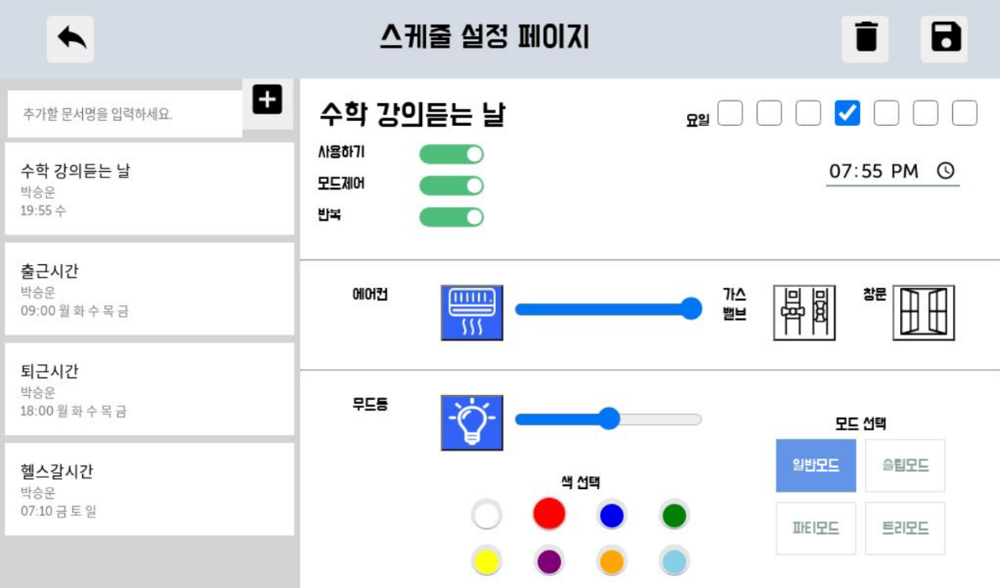 스케줄 설정 페이지
추가할 문서명을 입력하세요.
수학 강의듣는 날
박승운
19:55 수
출근시간
박승운
09:00 월 화 수 목 금
퇴근시간
박승운
18:00 월 화 수 목 금
헬스갈시간
박승운
07:10 금 토 일
수학 강의듣는 날
요일
사용하기
모드제어
반복
07:55 PM
에어컨
가스
밸브
창문
무드등
색 선택
모드 선택
일반모드
슬립모드
파티모드
트리모드